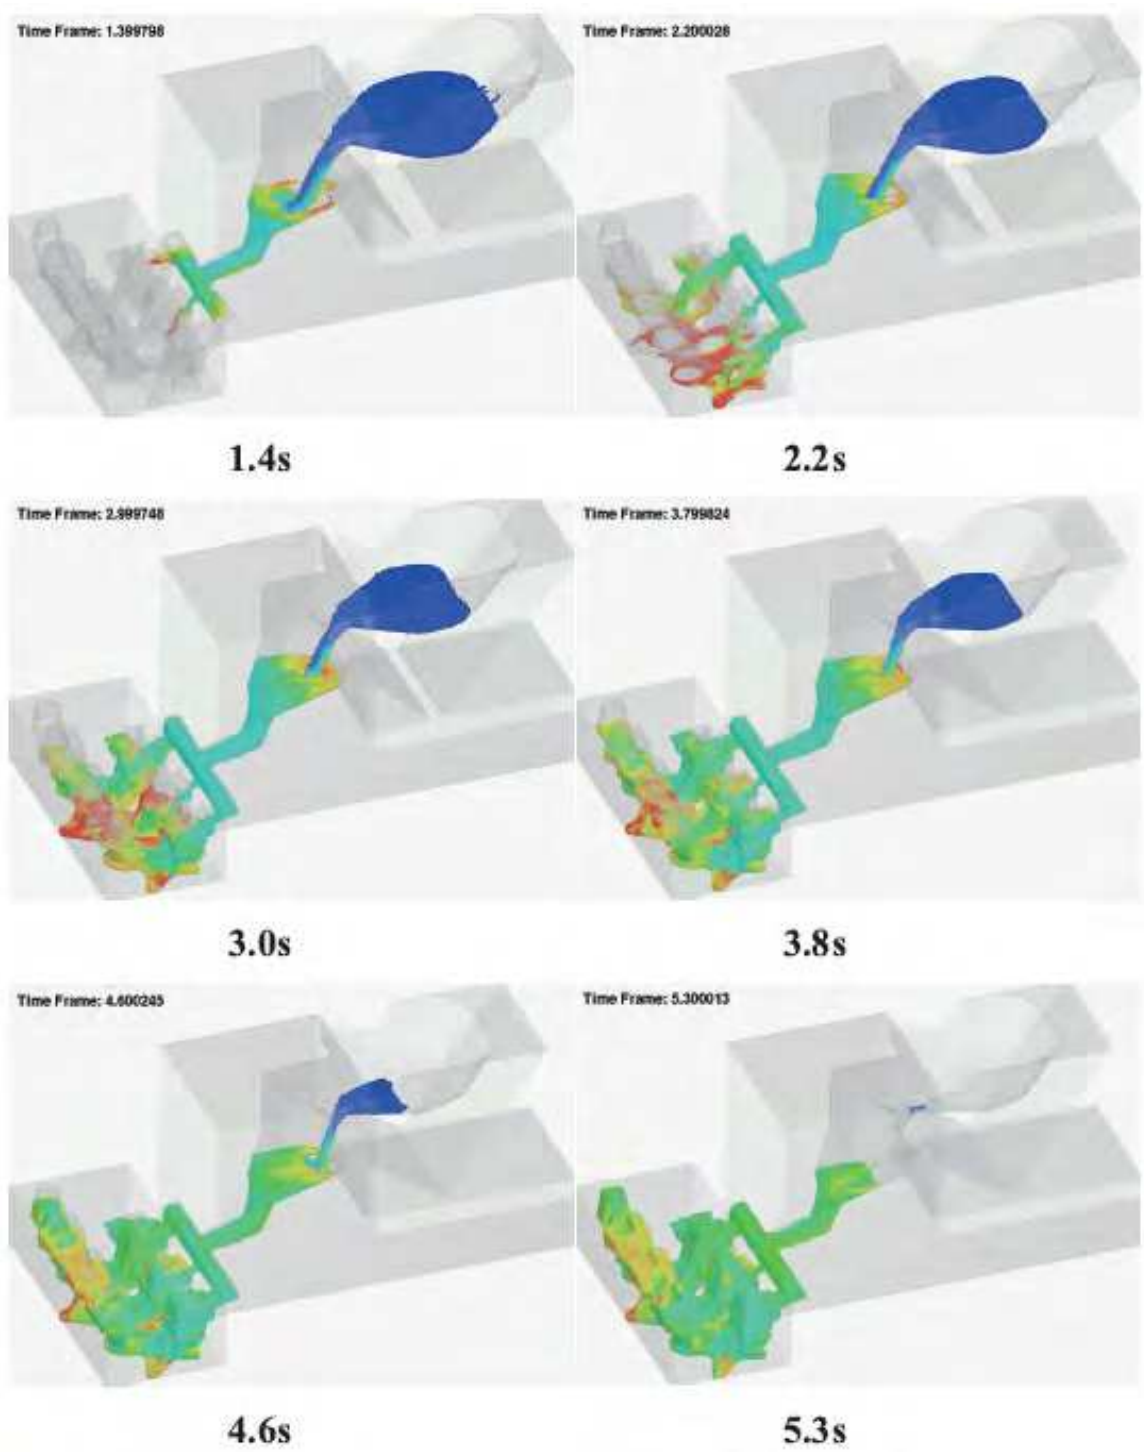 Time Frame: 1.399798
Time Frame: 2.200028
1.4s
2.2s
Time Frame: 2.999748
Time Frame: 3.799824
3.0s
3.8s
Time Frame: 4.600245
Time Frame: 5.300013
4.6s
5.3s